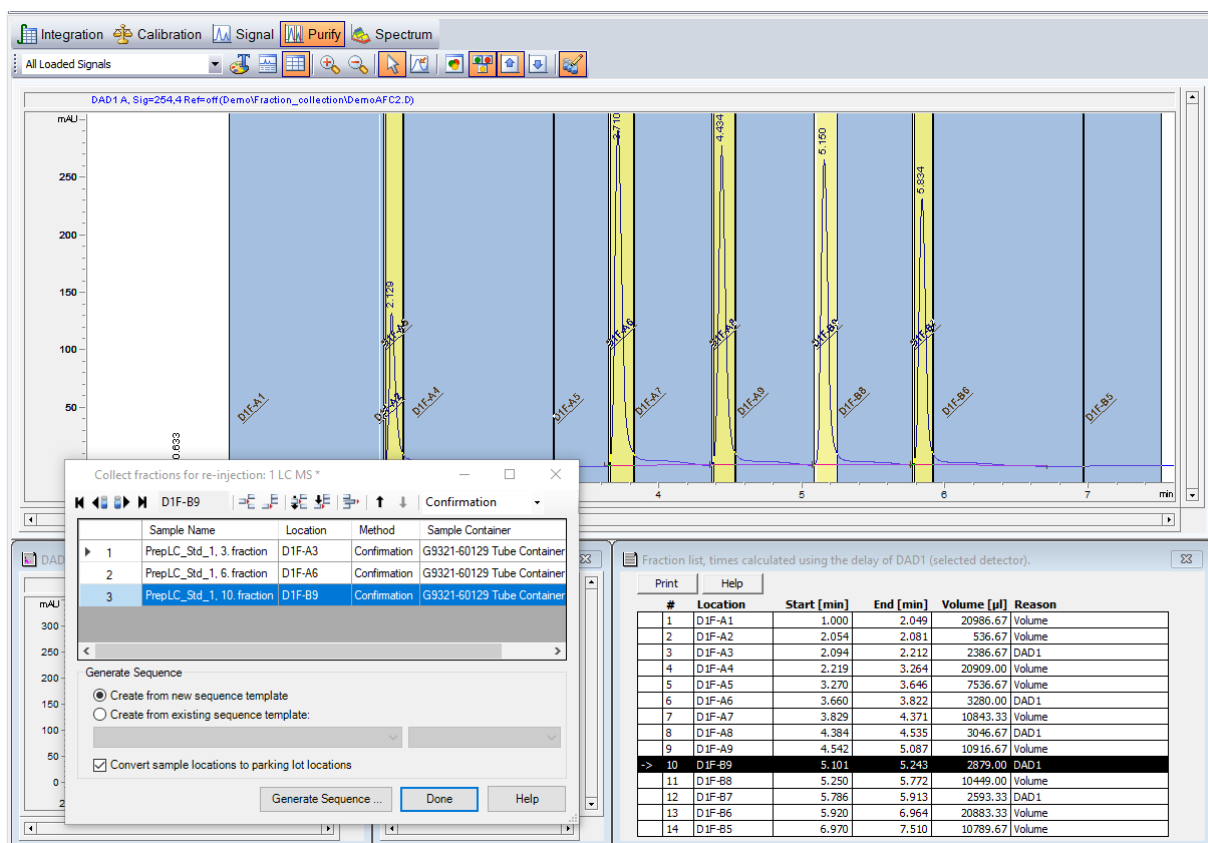 Integration Calibration Signal Purify Spectrum
All Loaded Signals
DAD1 A, Sig=254,4 Ref=off (Demo\Fraction_collection\DemoAFC2.D)
mAU
250
200
150
100
50
0.633
2.129
3.710
4.434
5.150
5.834
D1F-A3
D1F-A6
D1F-A8
D1F-B9
D1F-B7
D1F-A1
D1F-A2
D1F-A4
D1F-A5
D1F-A7
D1F-A9
D1F-B8
D1F-B6
D1F-B5
4 5 6 7 min
Collect fractions for re-injection: 1 LC MS *
D1F-B9 Confirmation
Sample Name Location Method Sample Container
1 PrepLC_Std_1, 3. fraction D1F-A3 Confirmation G9321-60129 Tube Container
2 PrepLC_Std_1, 6. fraction D1F-A6 Confirmation G9321-60129 Tube Container
3 PrepLC_Std_1, 10. fraction D1F-B9 Confirmation G9321-60129 Tube Container
Generate Sequence
Create from new sequence template
Create from existing sequence template:
Convert sample locations to parking lot locations
Generate Sequence ... Done Help
DAD
mAU
300
250
200
150
100
50
0
2
Fraction list, times calculated using the delay of DAD1 (selected detector).
Print Help
# Location Start [min] End [min] Volume [µl] Reason
1 D1F-A1 1.000 2.049 20986.67 Volume
2 D1F-A2 2.054 2.081 536.67 Volume
3 D1F-A3 2.094 2.212 2386.67 DAD1
4 D1F-A4 2.219 3.264 20909.00 Volume
5 D1F-A5 3.270 3.646 7536.67 Volume
6 D1F-A6 3.660 3.822 3280.00 DAD1
7 D1F-A7 3.829 4.371 10843.33 Volume
8 D1F-A8 4.384 4.535 3046.67 DAD1
9 D1F-A9 4.542 5.087 10916.67 Volume
-> 10 D1F-B9 5.101 5.243 2879.00 DAD1
11 D1F-B8 5.250 5.772 10449.00 Volume
12 D1F-B7 5.786 5.913 2593.33 DAD1
13 D1F-B6 5.920 6.964 20883.33 Volume
14 D1F-B5 6.970 7.510 10789.67 Volume